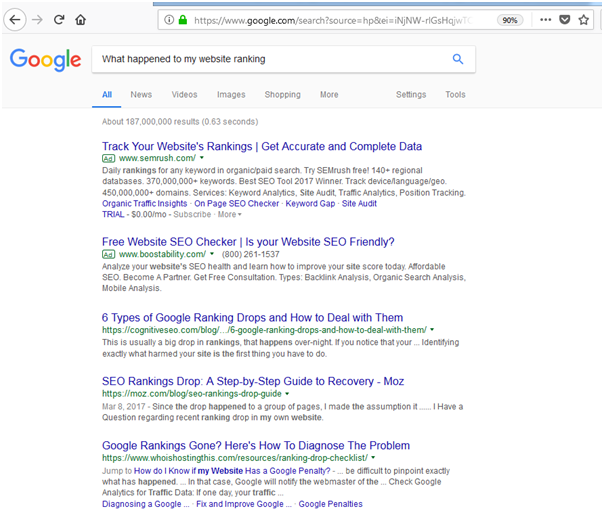 https://www.google.com/search?source=hp&ei=iNjNW-riGsHqjwT
90%
Google
What happened to my website ranking
All News Videos Images Shopping More Settings Tools
About 187,000,000 results (0.63 seconds)
Track Your Website's Rankings | Get Accurate and Complete Data
Ad www.semrush.com/
Daily rankings for any keyword in organic/paid search. Try SEMrush free! 140+ regional
databases. 370,000,000+ keywords. Best SEO Tool 2017 Winner. Track device/language/geo.
450,000,000+ domains. Services: Keyword Analytics, Site Audit, Traffic Analytics, Position Tracking.
Organic Traffic Insights · On Page SEO Checker · Keyword Gap · Site Audit
TRIAL - $0.00/mo - Subscribe · More
Free Website SEO Checker | Is your Website SEO Friendly?
Ad www.boostability.com/ (800) 261-1537
Analyze your website's SEO health and learn how to improve your site score today. Affordable
SEO. Become A Partner. Get Free Consultation. Types: Backlink Analysis, Organic Search Analysis,
Mobile Analysis.
6 Types of Google Ranking Drops and How to Deal with Them
https://cognitiveseo.com/blog/.../6-google-ranking-drops-and-how-to-deal-with-them/
This is usually a big drop in rankings, that happens over-night. If you notice that your ... Identifying
exactly what harmed your site is the first thing you have to do.
SEO Rankings Drop: A Step-by-Step Guide to Recovery - Moz
https://moz.com/blog/seo-rankings-drop-guide
Mar 8, 2017 - Since the drop happened to a group of pages, I made the assumption it ...... I Have a
Question regarding recent ranking drop in my own website.
Google Rankings Gone? Here's How To Diagnose The Problem
https://www.whoishostingthis.com/resources/ranking-drop-checklist/
Jump to How do I Know if my Website Has a Google Penalty? - ... be difficult to pinpoint exactly
what has happened. ... In that case, Google will notify the webmaster of the ... Check Google
Analytics for Traffic Data: If one day, your traffic ...
Diagnosing a Google ... · Fix and Improve Google ... · Google Penalties